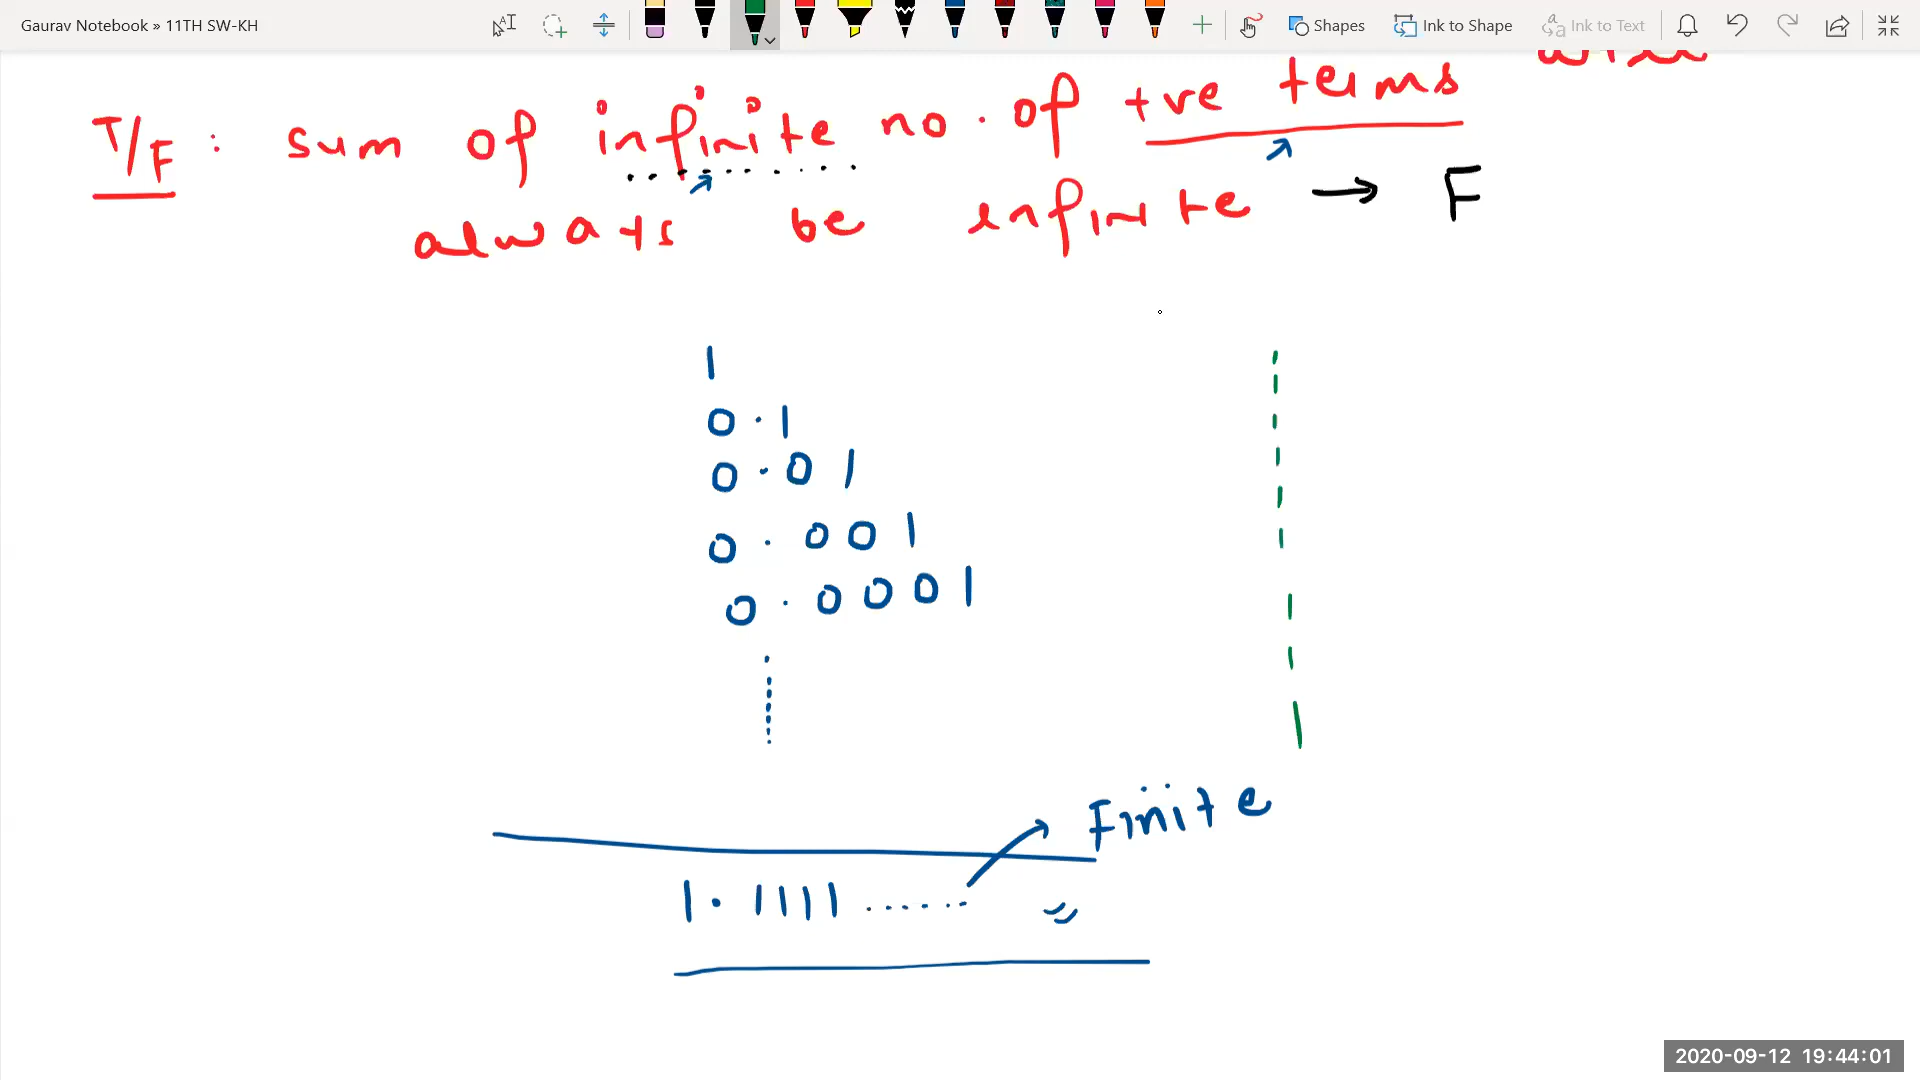 Gaurav Notebook » 11TH SW-KH
Shapes
Ink to Shape
Ink to Text
T/F : sum of infinite no. of +ve terms will
always be infinite → F
1
0.1
0.01
0.001
0.0001
Finite
1.1111 ......
2020-09-12 19:44:01